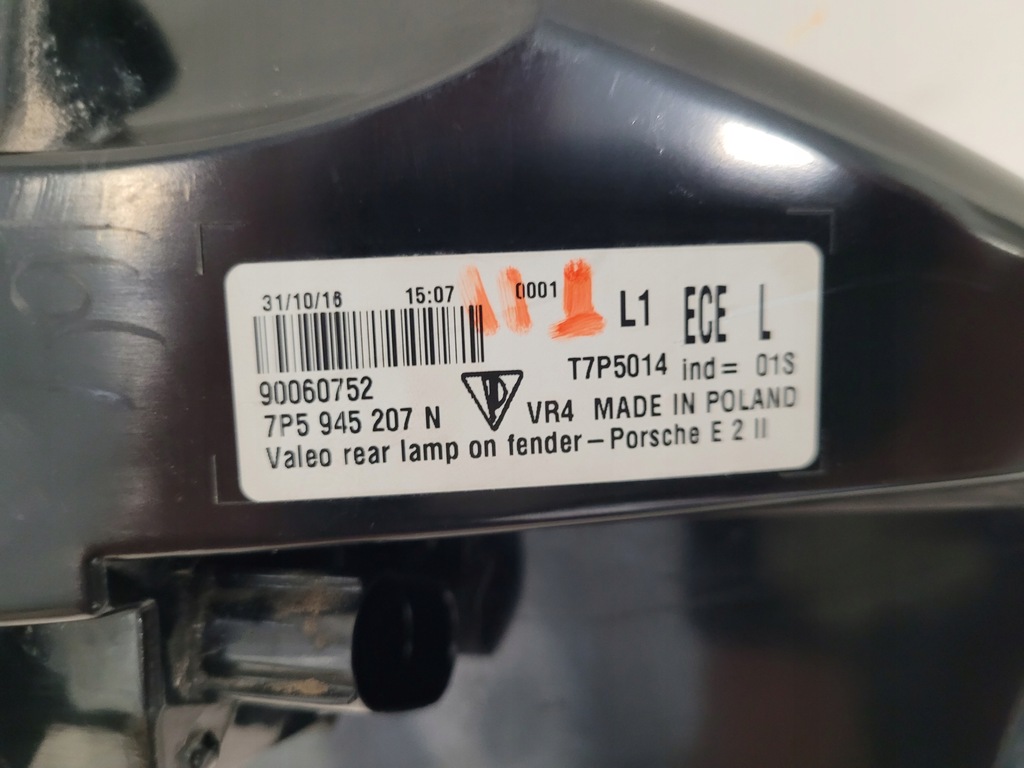 31/10/16 15:07 0001 L1 ECE L
90060752 T7P5014 ind = 01S
7P5 945 207 N VR4 MADE IN POLAND
Valeo rear lamp on fender - Porsche E 2 II